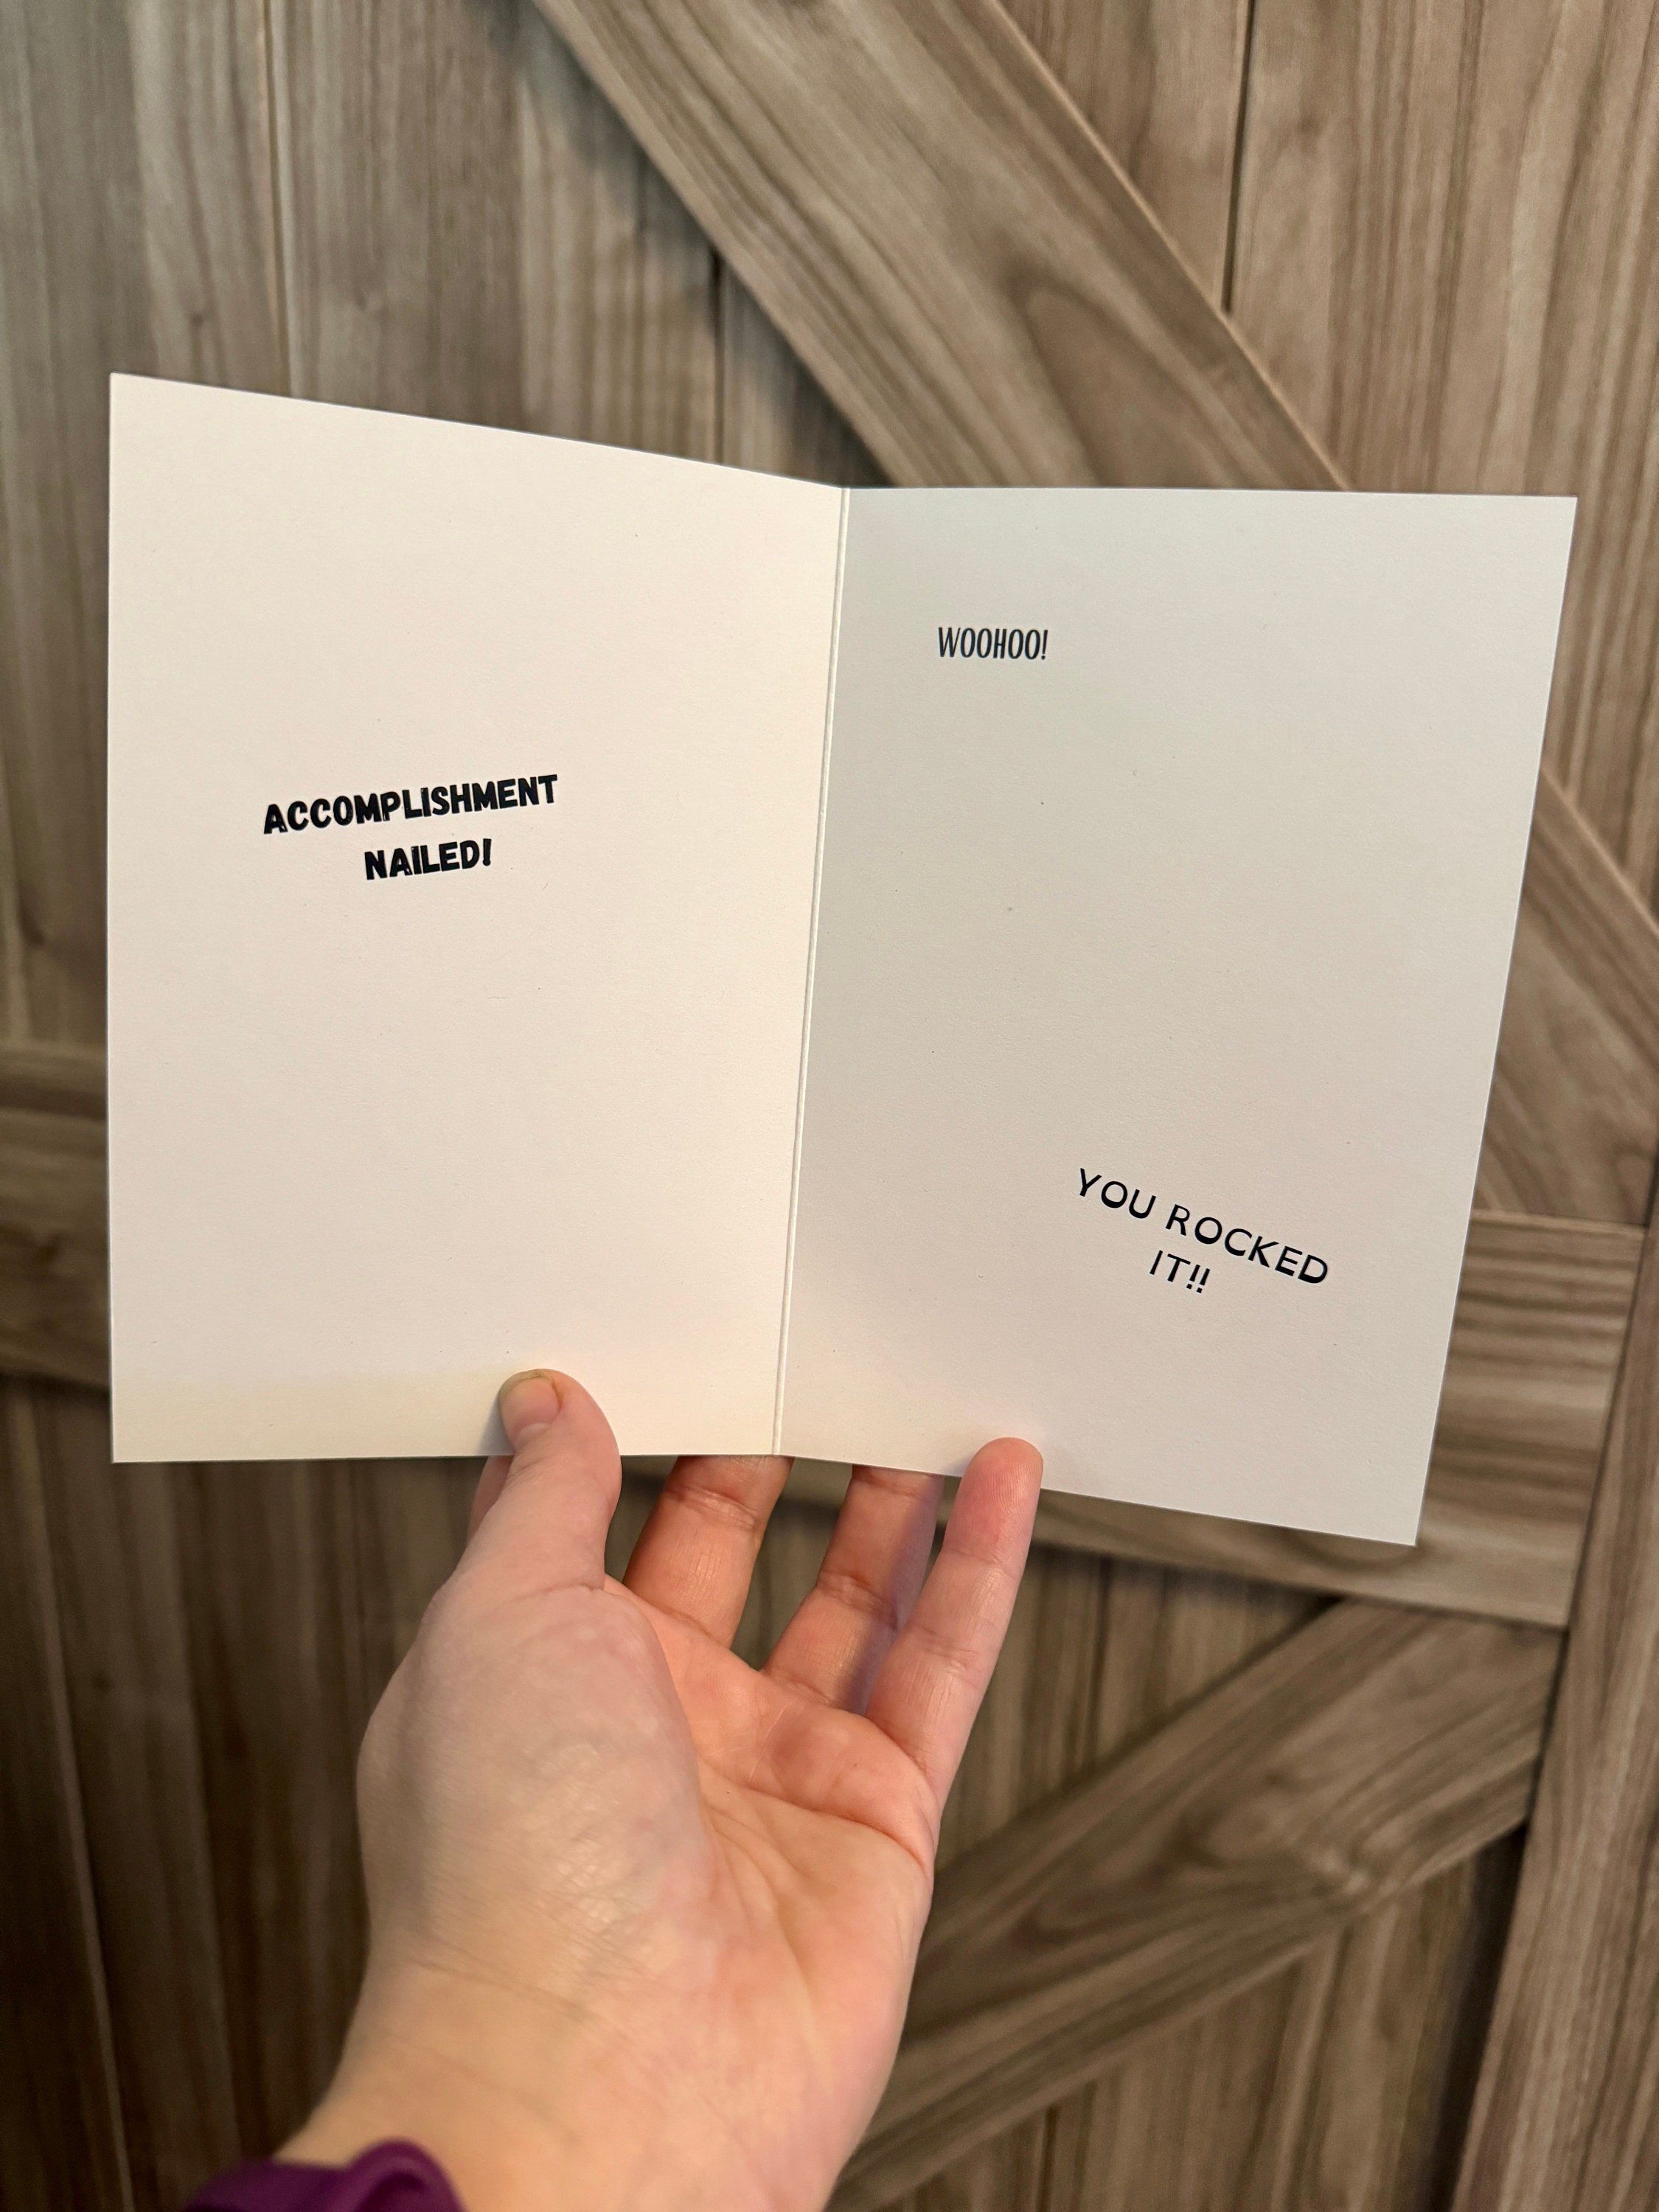 ACCOMPLISHMENT
NAILED!
WOOHOO!
YOU ROCKED
IT!!